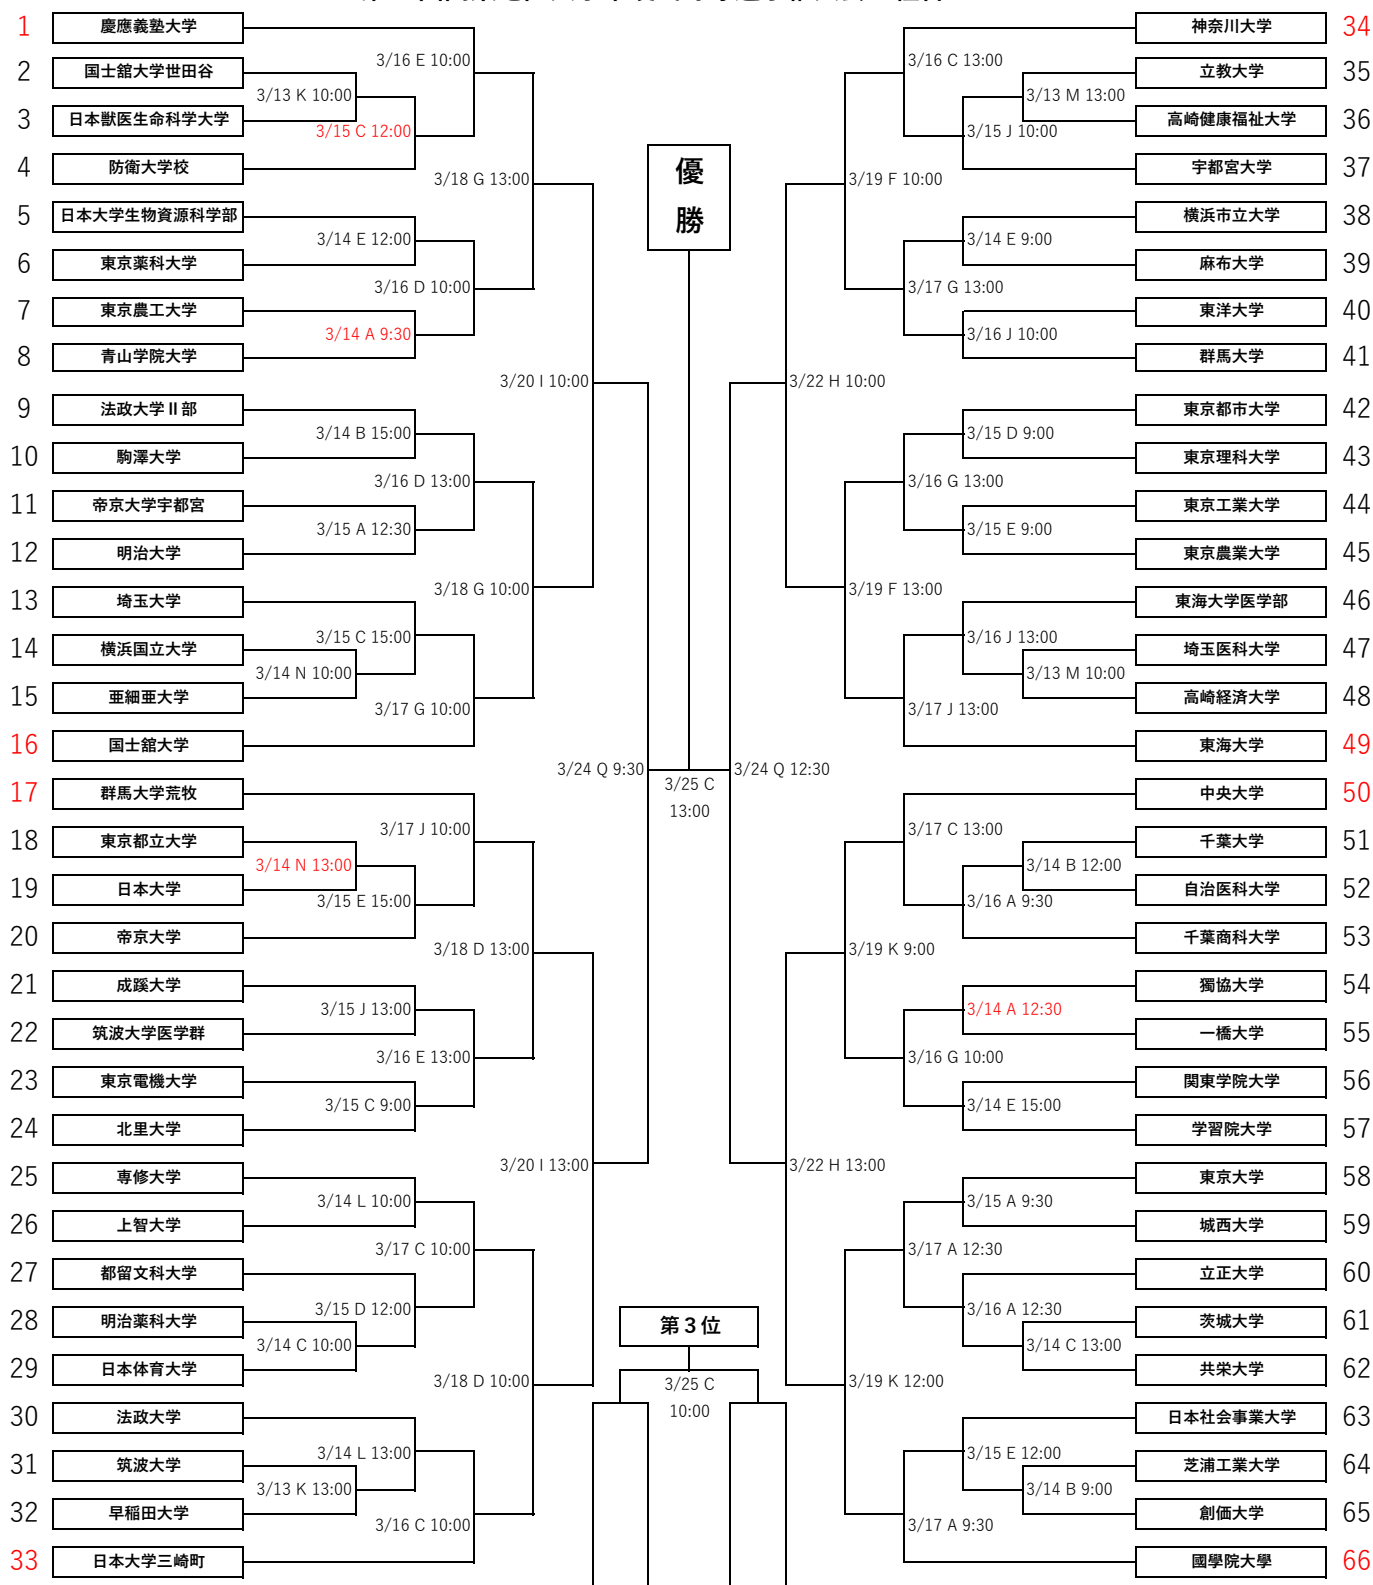 1 慶應義塾大学
3/16 E 10:00
2 国士舘大学世田谷
3/13 K 10:00
3 日本獣医生命科学大学
3/15 C 12:00
4 防衛大学校
3/18 G 13:00
5 日本大学生物資源科学部
3/14 E 12:00
6 東京薬科大学
3/16 D 10:00
7 東京農工大学
3/14 A 9:30
8 青山学院大学
3/20 I 10:00
9 法政大学Ⅱ部
3/14 B 15:00
10 駒澤大学
3/16 D 13:00
11 帝京大学宇都宮
3/15 A 12:30
12 明治大学
3/18 G 10:00
13 埼玉大学
3/15 C 15:00
14 横浜国立大学
3/14 N 10:00
15 亜細亜大学
3/17 G 10:00
16 国士舘大学
3/24 Q 9:30
17 群馬大学荒牧
3/17 J 10:00
18 東京都立大学
3/14 N 13:00
19 日本大学
3/15 E 15:00
20 帝京大学
3/18 D 13:00
21 成蹊大学
3/15 J 13:00
22 筑波大学医学群
3/16 E 13:00
23 東京電機大学
3/15 C 9:00
24 北里大学
3/20 I 13:00
25 専修大学
3/14 L 10:00
26 上智大学
3/17 C 10:00
27 都留文科大学
3/15 D 12:00
28 明治薬科大学
3/14 C 10:00
29 日本体育大学
3/18 D 10:00
30 法政大学
3/14 L 13:00
31 筑波大学
3/13 K 13:00
32 早稲田大学
3/16 C 10:00
33 日本大学三崎町
優
勝
3/25 C
13:00
第３位
3/25 C
10:00
神奈川大学 34
3/16 C 13:00
立教大学 35
3/13 M 13:00
高崎健康福祉大学 36
3/15 J 10:00
宇都宮大学 37
3/19 F 10:00
横浜市立大学 38
3/14 E 9:00
麻布大学 39
3/17 G 13:00
東洋大学 40
3/16 J 10:00
群馬大学 41
3/22 H 10:00
東京都市大学 42
3/15 D 9:00
東京理科大学 43
3/16 G 13:00
東京工業大学 44
3/15 E 9:00
東京農業大学 45
3/19 F 13:00
東海大学医学部 46
3/16 J 13:00
埼玉医科大学 47
3/13 M 10:00
高崎経済大学 48
3/17 J 13:00
東海大学 49
3/24 Q 12:30
中央大学 50
3/17 C 13:00
千葉大学 51
3/14 B 12:00
自治医科大学 52
3/16 A 9:30
千葉商科大学 53
3/19 K 9:00
獨協大学 54
3/14 A 12:30
一橋大学 55
3/16 G 10:00
関東学院大学 56
3/14 E 15:00
学習院大学 57
3/22 H 13:00
東京大学 58
3/15 A 9:30
城西大学 59
3/17 A 12:30
立正大学 60
3/16 A 12:30
茨城大学 61
3/14 C 13:00
共栄大学 62
3/19 K 12:00
日本社会事業大学 63
3/15 E 12:00
芝浦工業大学 64
3/14 B 9:00
創価大学 65
3/17 A 9:30
國學院大學 66